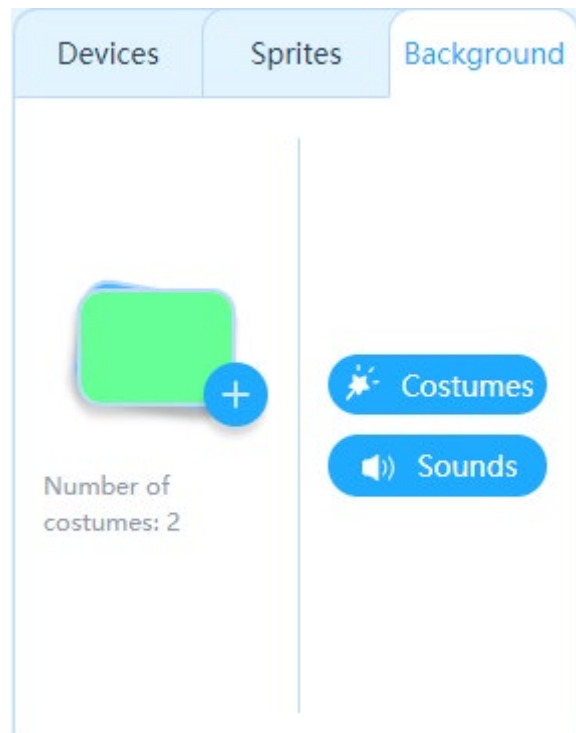 Devices
Sprites
Background
Number of
costumes: 2
Costumes
Sounds